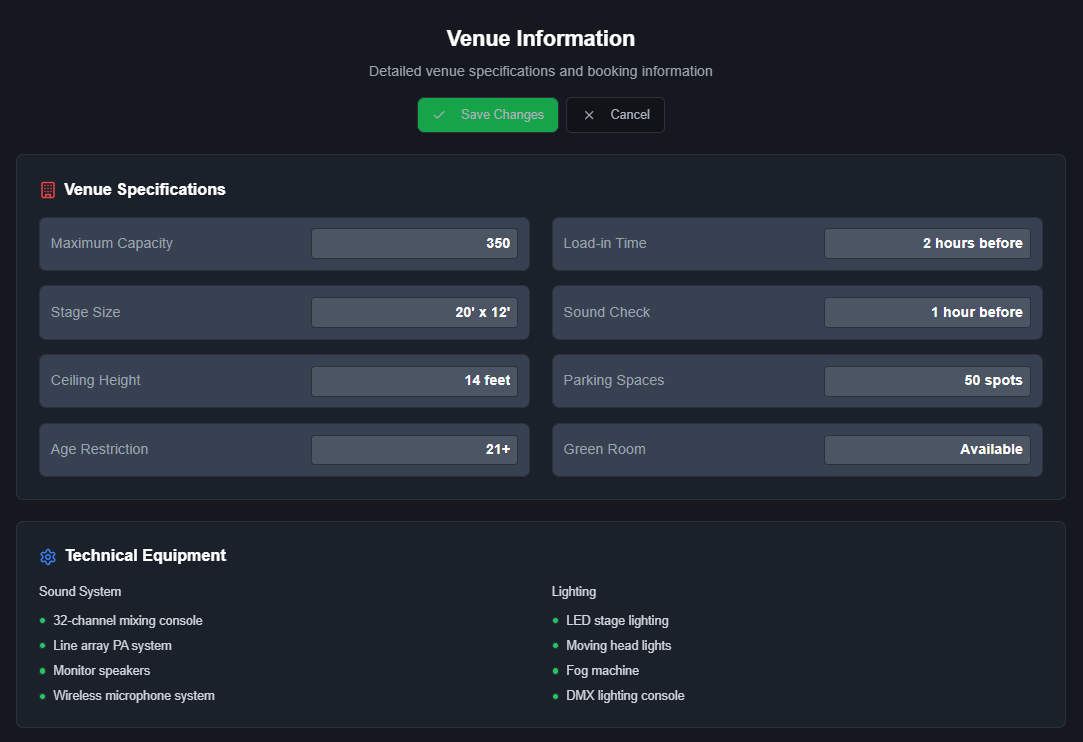 Venue Information
Detailed venue specifications and booking information
Save Changes
Cancel
Venue Specifications
Maximum Capacity 350
Load-in Time 2 hours before
Stage Size 20' x 12'
Sound Check 1 hour before
Ceiling Height 14 feet
Parking Spaces 50 spots
Age Restriction 21+
Green Room Available
Technical Equipment
Sound System
32-channel mixing console
Line array PA system
Monitor speakers
Wireless microphone system
Lighting
LED stage lighting
Moving head lights
Fog machine
DMX lighting console